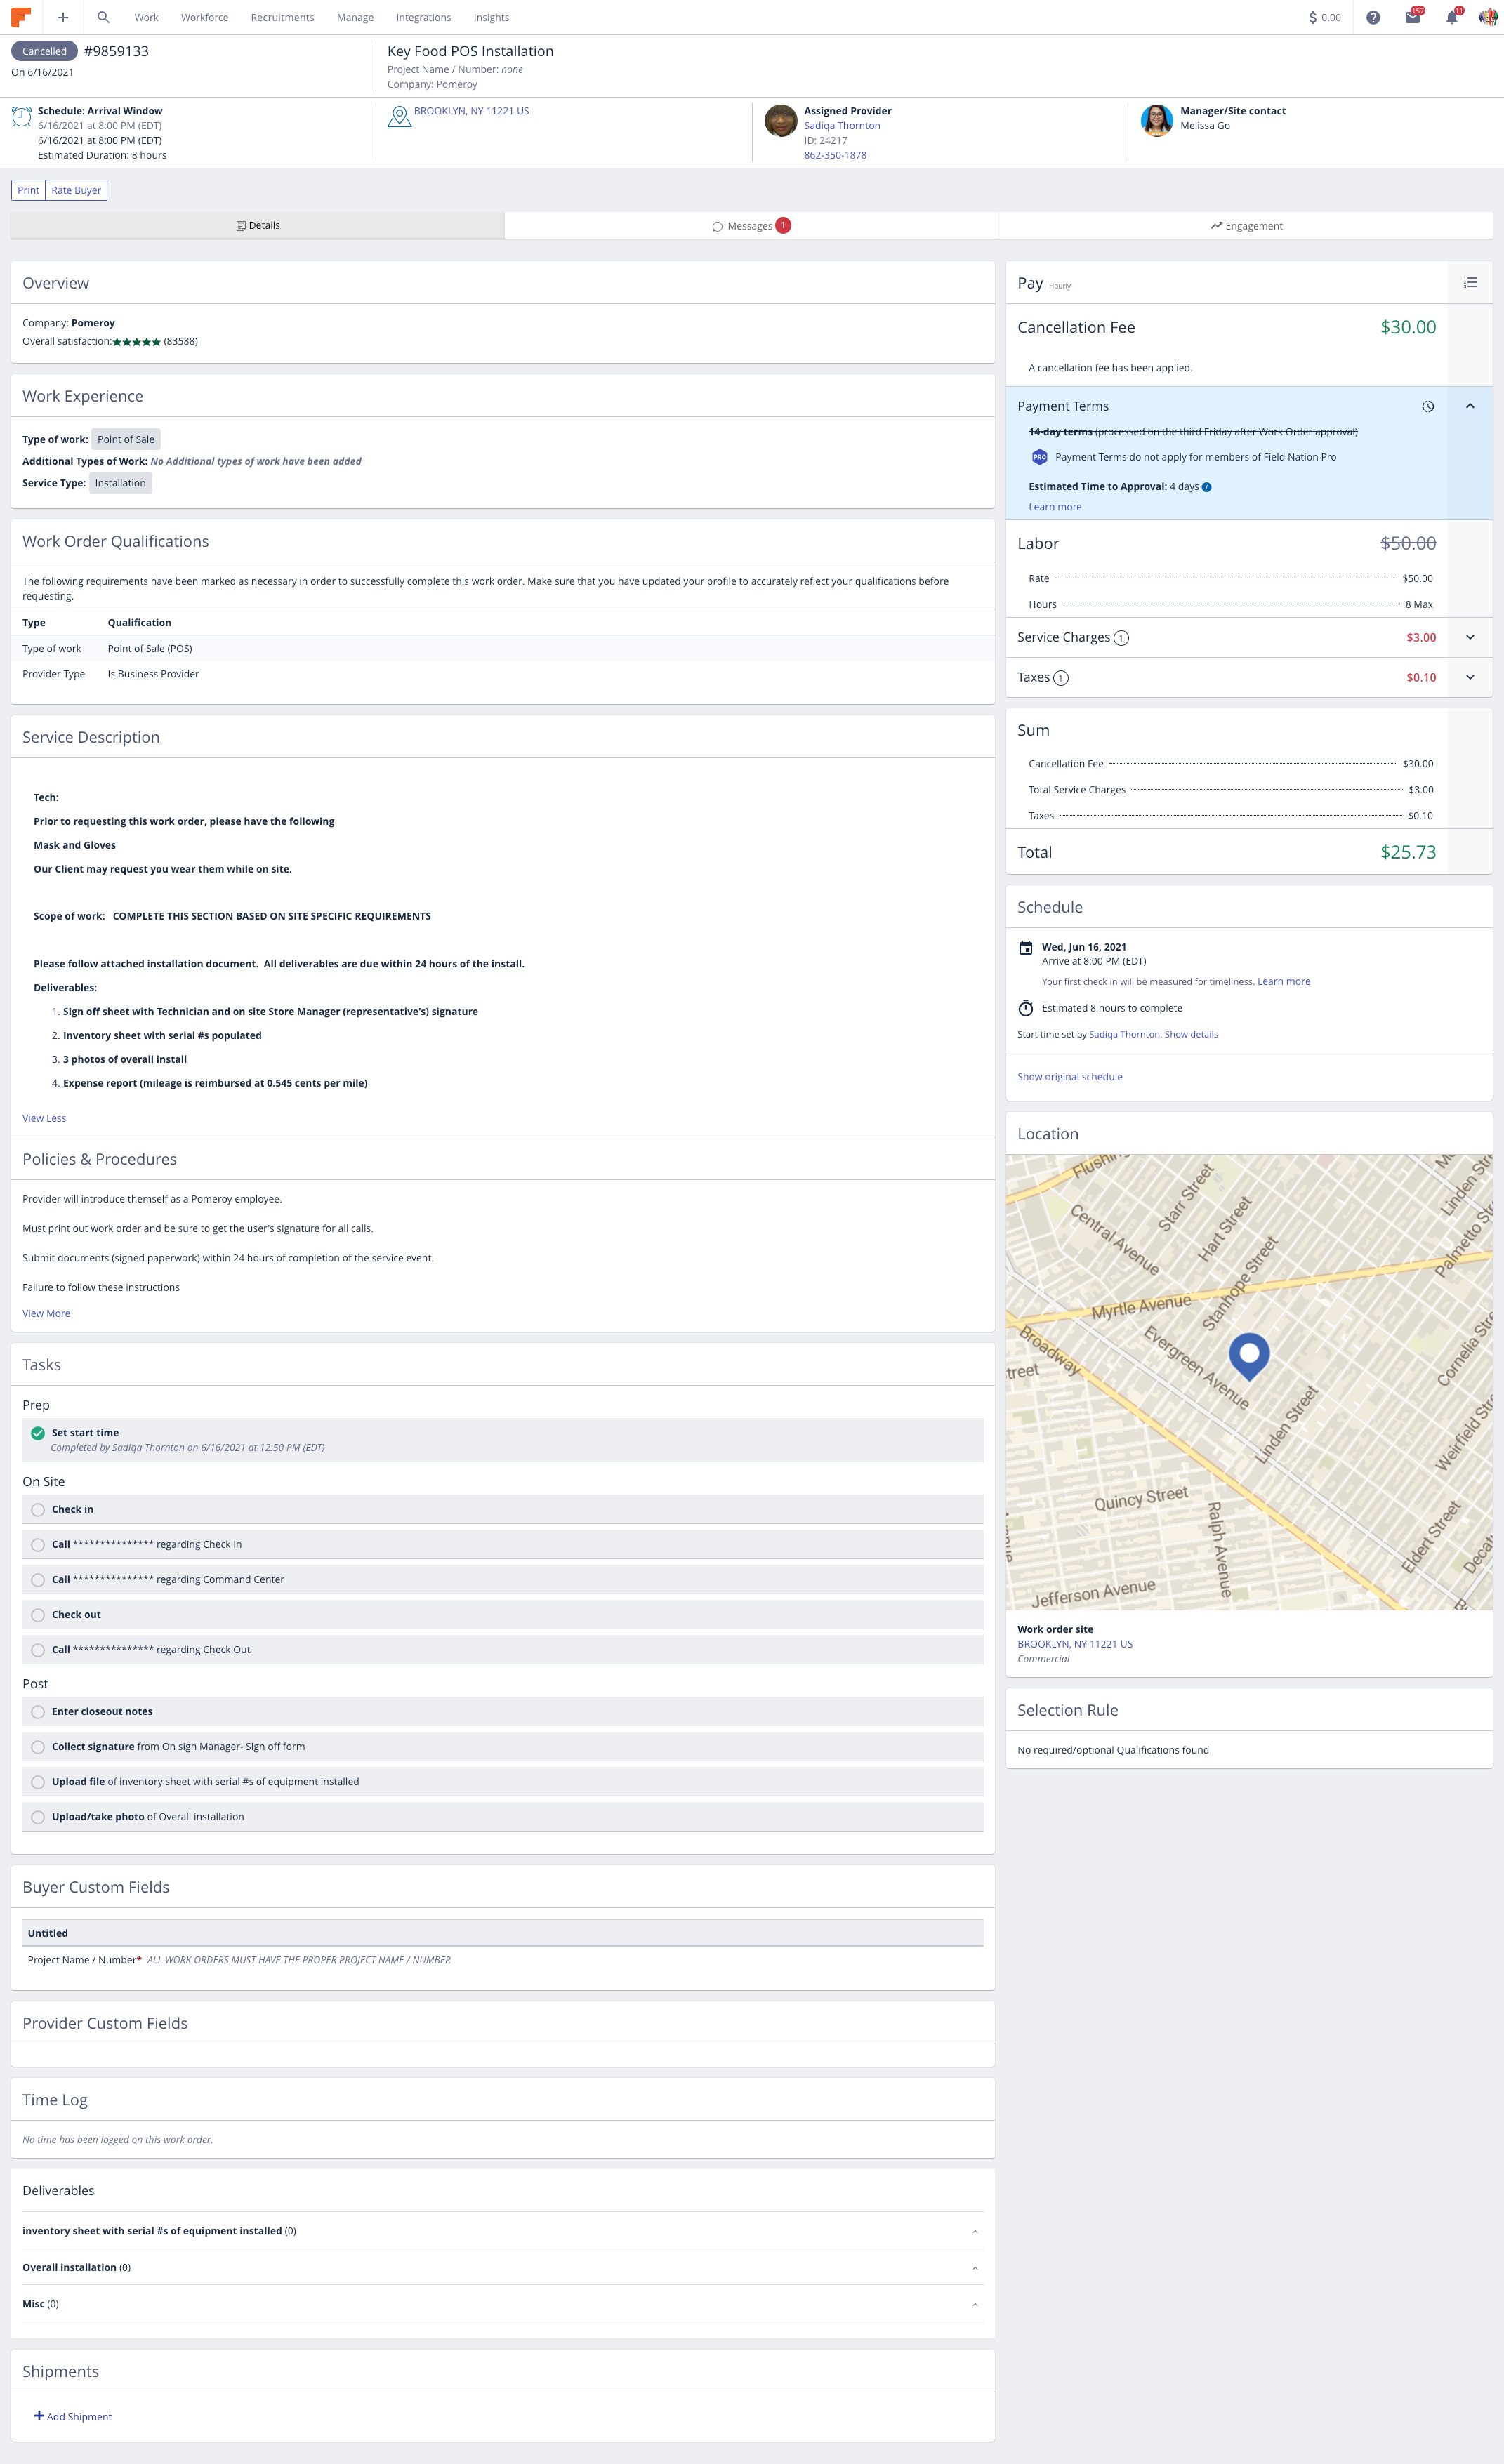 Work Workforce Recruitments Manage Integrations Insights $ 0.00 157 11
Cancelled #9859133
On 6/16/2021
Key Food POS Installation
Project Name / Number: none
Company: Pomeroy
Schedule: Arrival Window
6/16/2021 at 8:00 PM (EDT)
6/16/2021 at 8:00 PM (EDT)
Estimated Duration: 8 hours
BROOKLYN, NY 11221 US
Assigned Provider
Sadiqa Thornton
ID: 24217
862-350-1878
Manager/Site contact
Melissa Go
Print Rate Buyer
Details Messages 1 Engagement
Overview
Company: Pomeroy
Overall satisfaction:★★★★★ (83588)
Work Experience
Type of work: Point of Sale
Additional Types of Work: No Additional types of work have been added
Service Type: Installation
Work Order Qualifications
The following requirements have been marked as necessary in order to successfully complete this work order. Make sure that you have updated your profile to accurately reflect your qualifications before
requesting.
Type Qualification
Type of work Point of Sale (POS)
Provider Type Is Business Provider
Service Description
Tech:
Prior to requesting this work order, please have the following
Mask and Gloves
Our Client may request you wear them while on site.
Scope of work: COMPLETE THIS SECTION BASED ON SITE SPECIFIC REQUIREMENTS
Please follow attached installation document. All deliverables are due within 24 hours of the install.
Deliverables:
1. Sign off sheet with Technician and on site Store Manager (representative's) signature
2. Inventory sheet with serial #s populated
3. 3 photos of overall install
4. Expense report (mileage is reimbursed at 0.545 cents per mile)
View Less
Policies & Procedures
Provider will introduce themself as a Pomeroy employee.
Must print out work order and be sure to get the user's signature for all calls.
Submit documents (signed paperwork) within 24 hours of completion of the service event.
Failure to follow these instructions
View More
Tasks
Prep
Set start time
Completed by Sadiqa Thornton on 6/16/2021 at 12:50 PM (EDT)
On Site
Check in
Call *************** regarding Check In
Call *************** regarding Command Center
Check out
Call *************** regarding Check Out
Post
Enter closeout notes
Collect signature from On sign Manager- Sign off form
Upload file of inventory sheet with serial #s of equipment installed
Upload/take photo of Overall installation
Buyer Custom Fields
Untitled
Project Name / Number* ALL WORK ORDERS MUST HAVE THE PROPER PROJECT NAME / NUMBER
Provider Custom Fields
Time Log
No time has been logged on this work order.
Deliverables
inventory sheet with serial #s of equipment installed (0)
Overall installation (0)
Misc (0)
Shipments
Add Shipment
Pay Hourly
Cancellation Fee $30.00
A cancellation fee has been applied.
Payment Terms
14-day terms (processed on the third Friday after Work Order approval)
PRO Payment Terms do not apply for members of Field Nation Pro
Estimated Time to Approval: 4 days
Learn more
Labor $50.00
Rate $50.00
Hours 8 Max
Service Charges 1 $3.00
Taxes 1 $0.10
Sum
Cancellation Fee $30.00
Total Service Charges $3.00
Taxes $0.10
Total $25.73
Schedule
Wed, Jun 16, 2021
Arrive at 8:00 PM (EDT)
Your first check in will be measured for timeliness. Learn more
Estimated 8 hours to complete
Start time set by Sadiqa Thornton. Show details
Show original schedule
Location
Flushing
Starr Street
Linden Str
Central Avenue
Hart Street
Palmetto St
Stanhope Street
Myrtle Avenue
Broadway
Evergreen Avenue
treet
Cornelia Stre
Linden Street
Weirfield Str
Quincy Street
Ralph Avenue
Eldert Street
Decat
Jefferson Avenue
Work order site
BROOKLYN, NY 11221 US
Commercial
Selection Rule
No required/optional Qualifications found